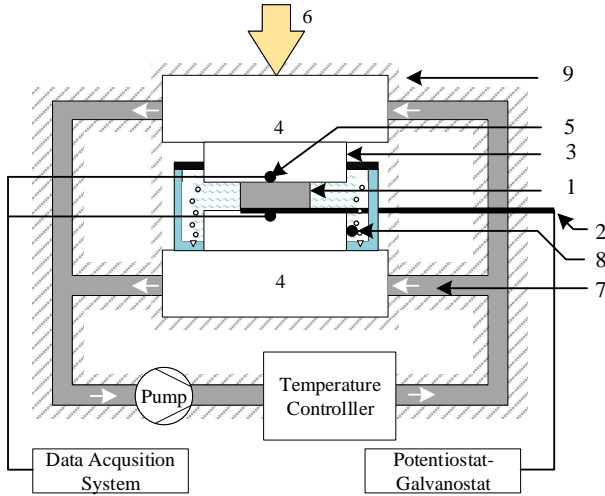 6
9
4
5
3
1
2
8
4
7
Pump
Temperature
Controlller
Data Acqusition
System
Potentiostat-
Galvanostat